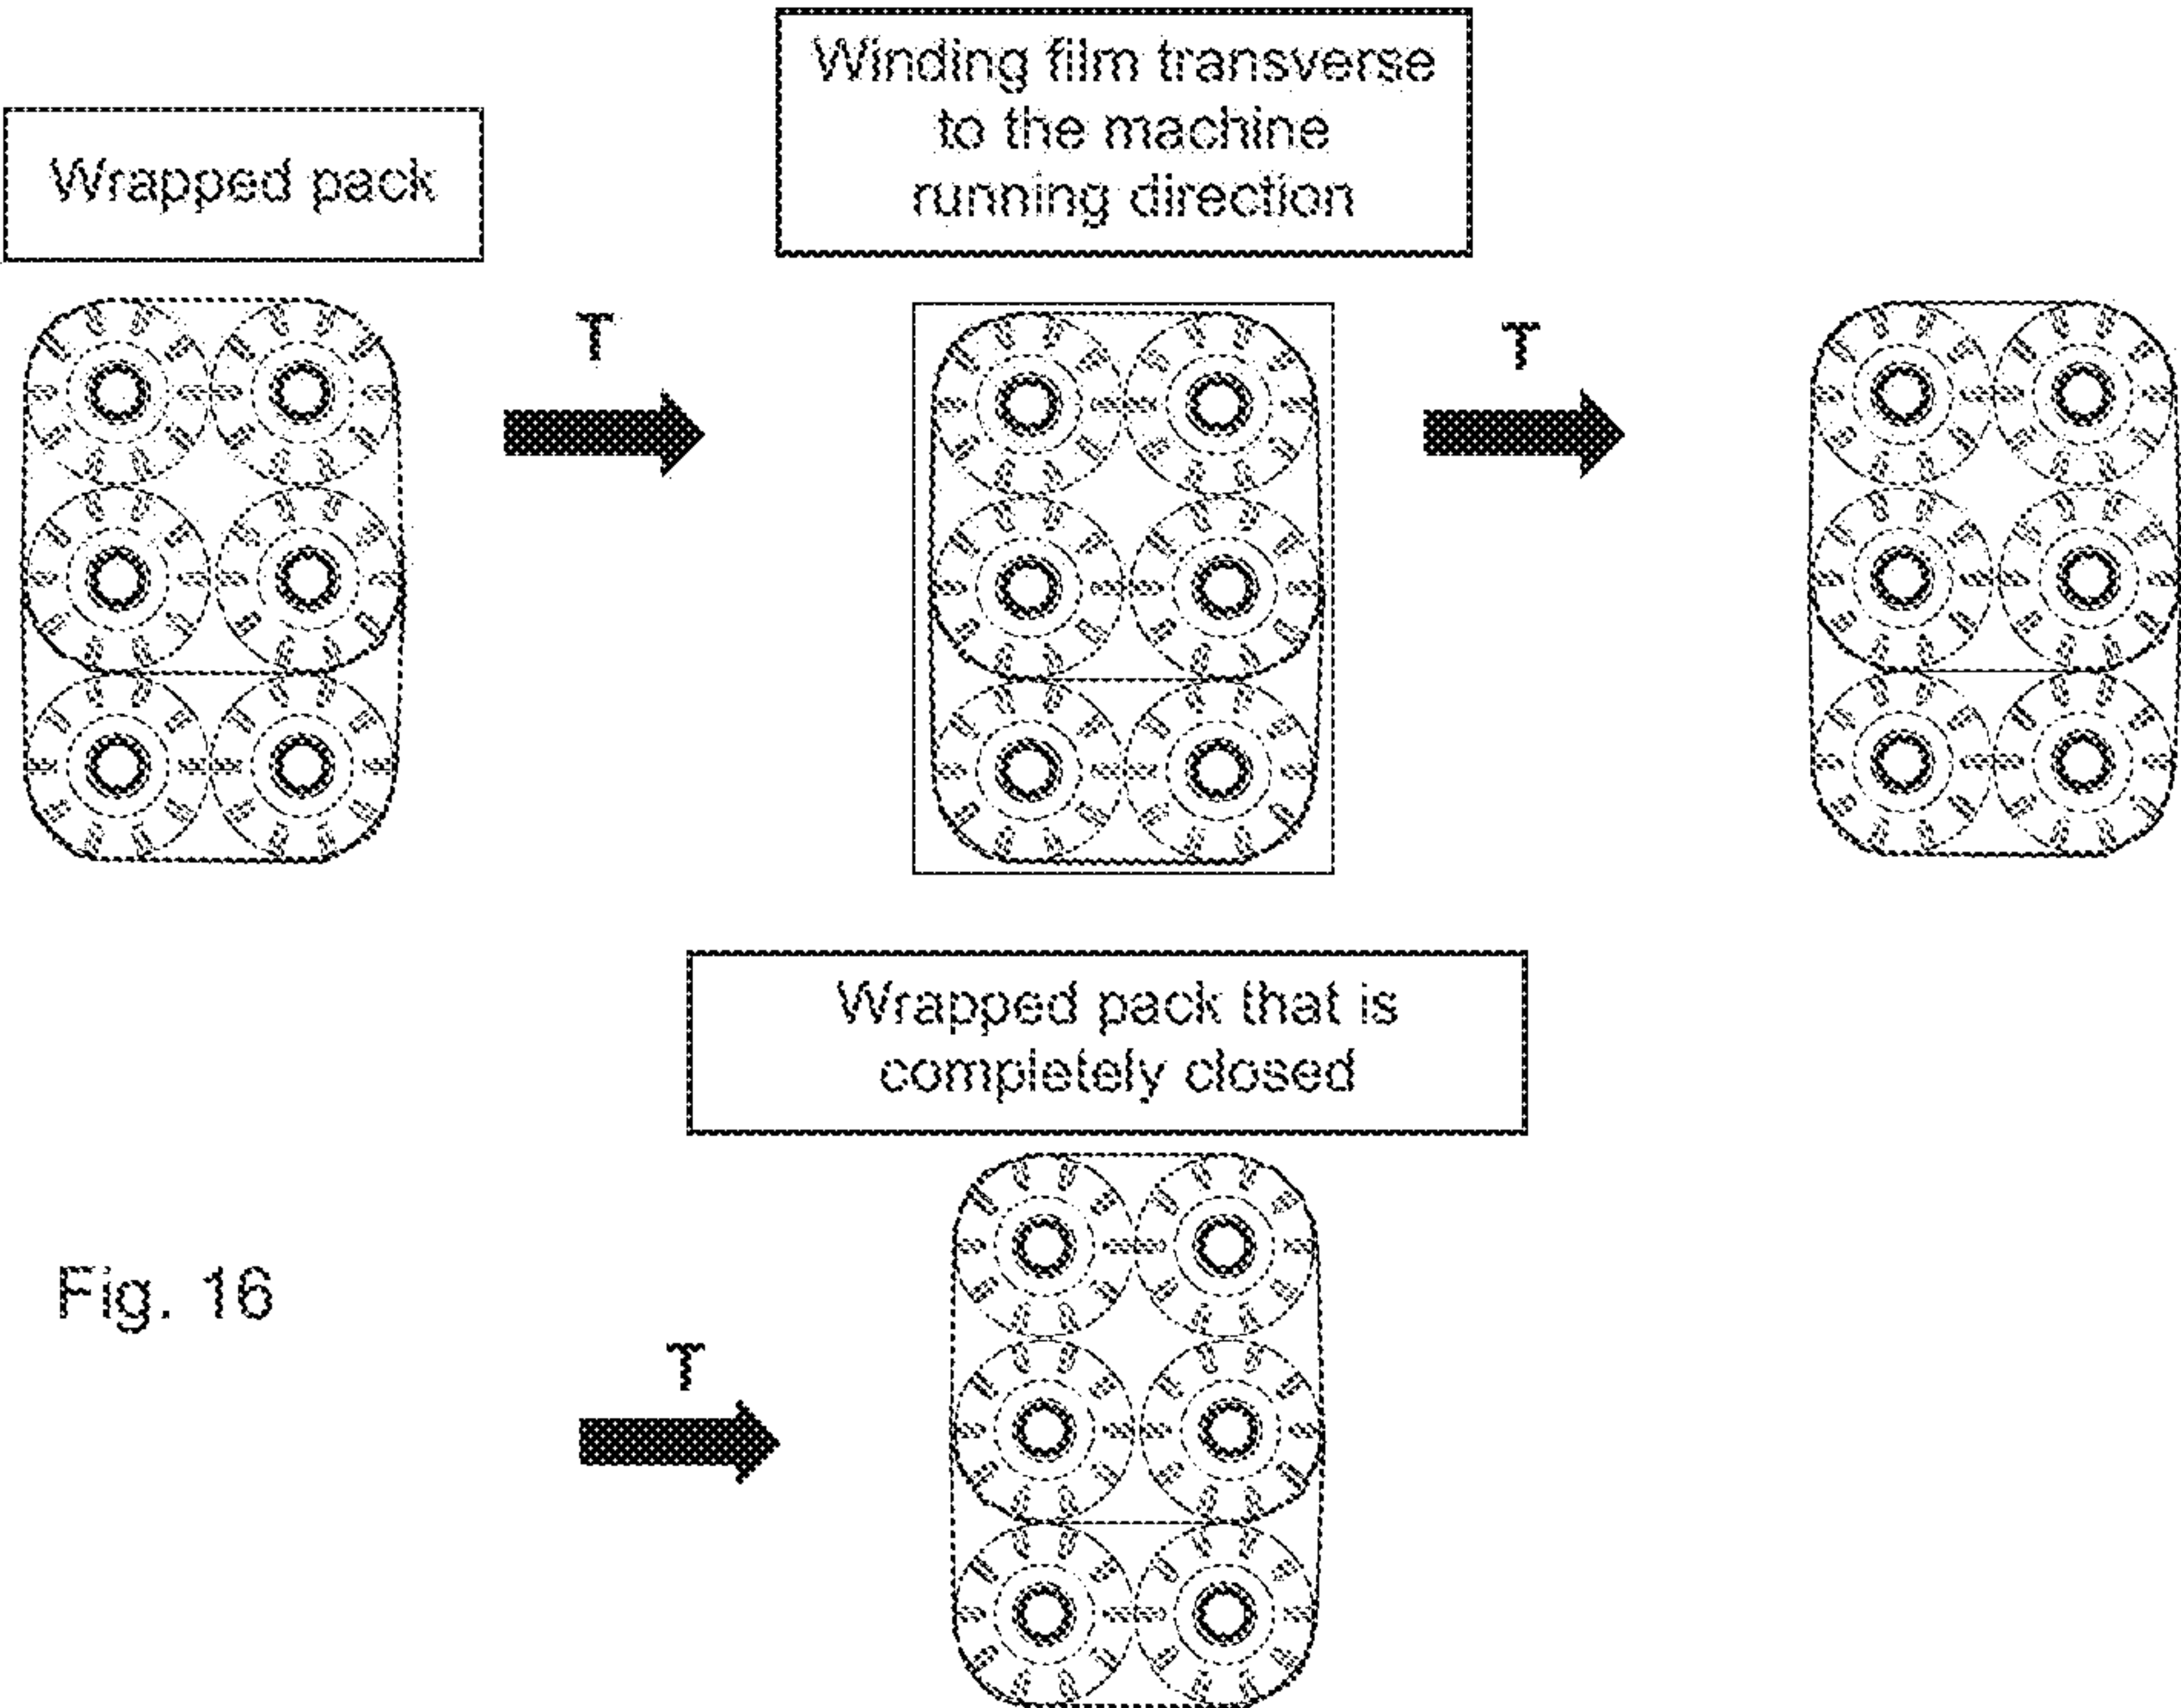 Winding film transverse
to the machine
running direction
Wrapped pack
T
T
Wrapped pack that is
completely closed
Fig. 16
T